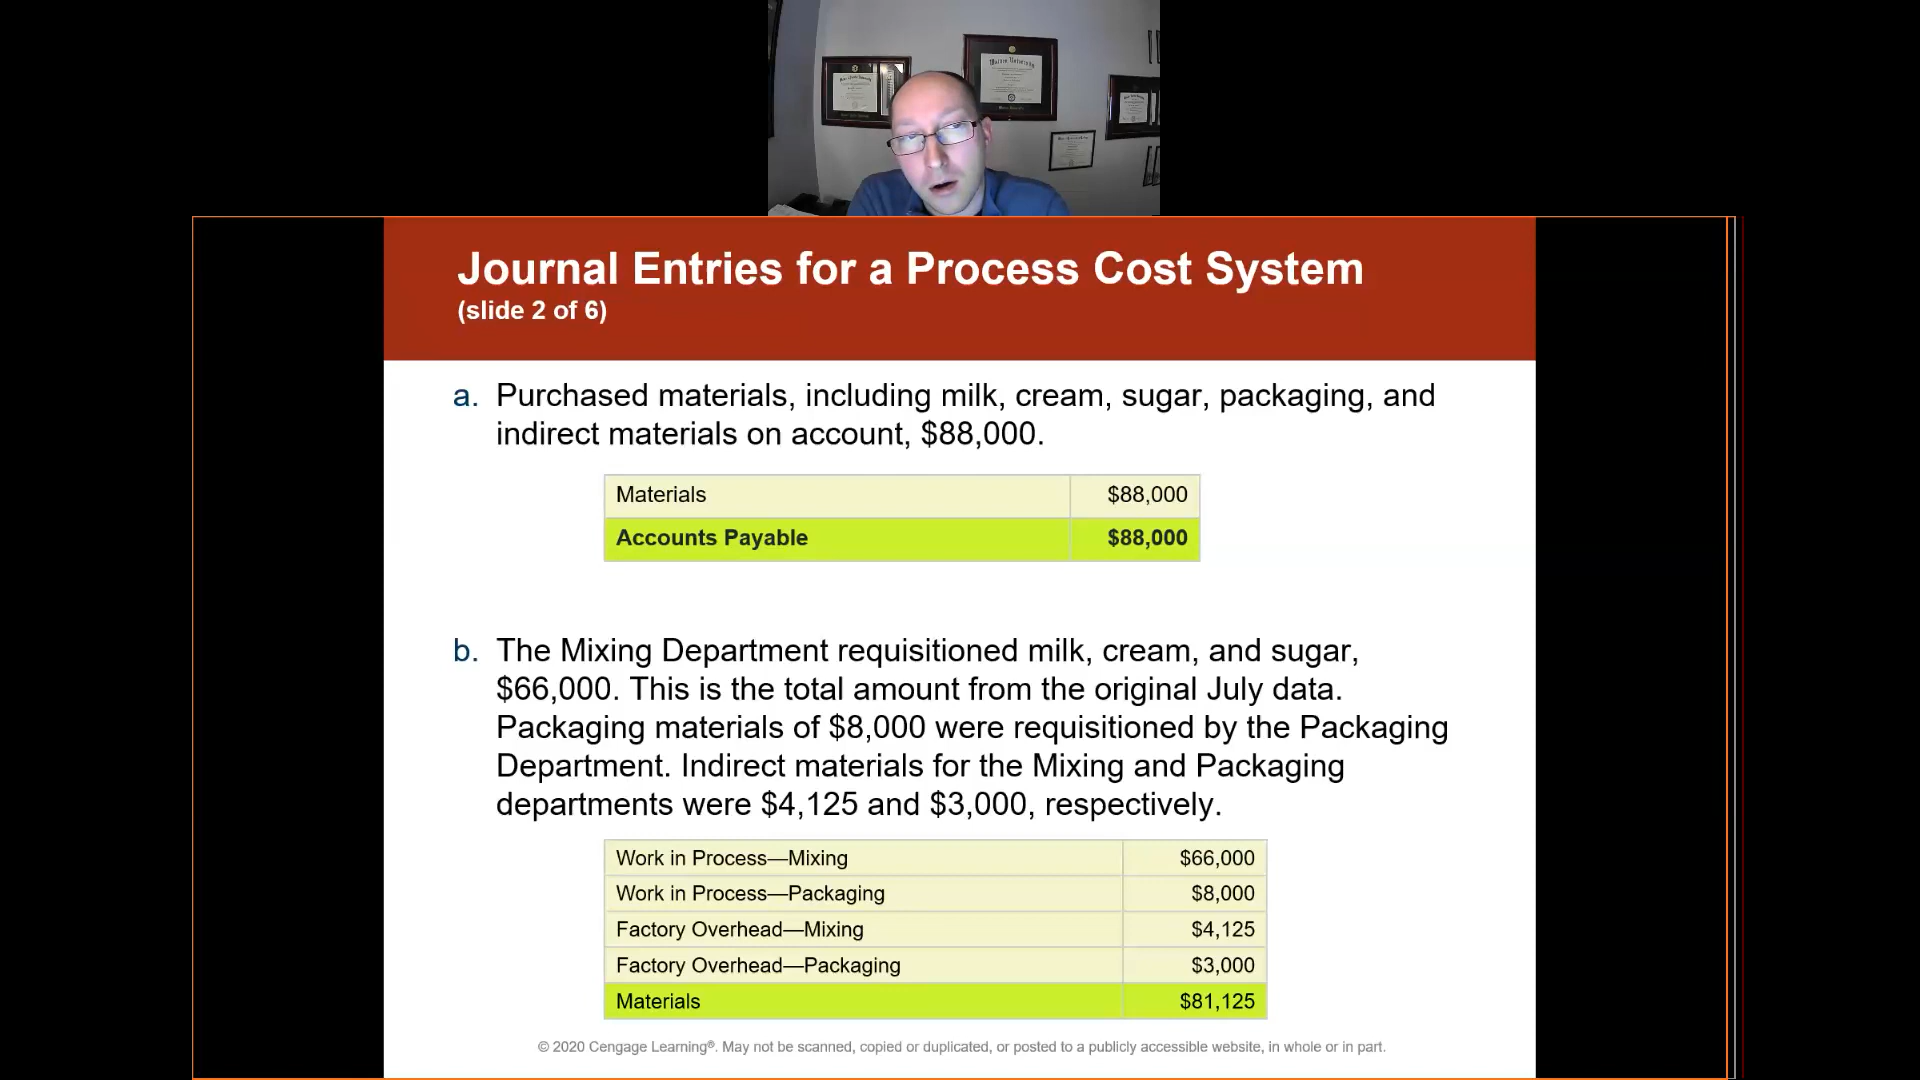 Journal Entries for a Process Cost System
(slide 2 of 6)
a. Purchased materials, including milk, cream, sugar, packaging, and
indirect materials on account, $88,000.
Materials $88,000
Accounts Payable $88,000
b. The Mixing Department requisitioned milk, cream, and sugar,
$66,000. This is the total amount from the original July data.
Packaging materials of $8,000 were requisitioned by the Packaging
Department. Indirect materials for the Mixing and Packaging
departments were $4,125 and $3,000, respectively.
Work in Process—Mixing $66,000
Work in Process—Packaging $8,000
Factory Overhead—Mixing $4,125
Factory Overhead—Packaging $3,000
Materials $81,125
© 2020 Cengage Learning®. May not be scanned, copied or duplicated, or posted to a publicly accessible website, in whole or in part.